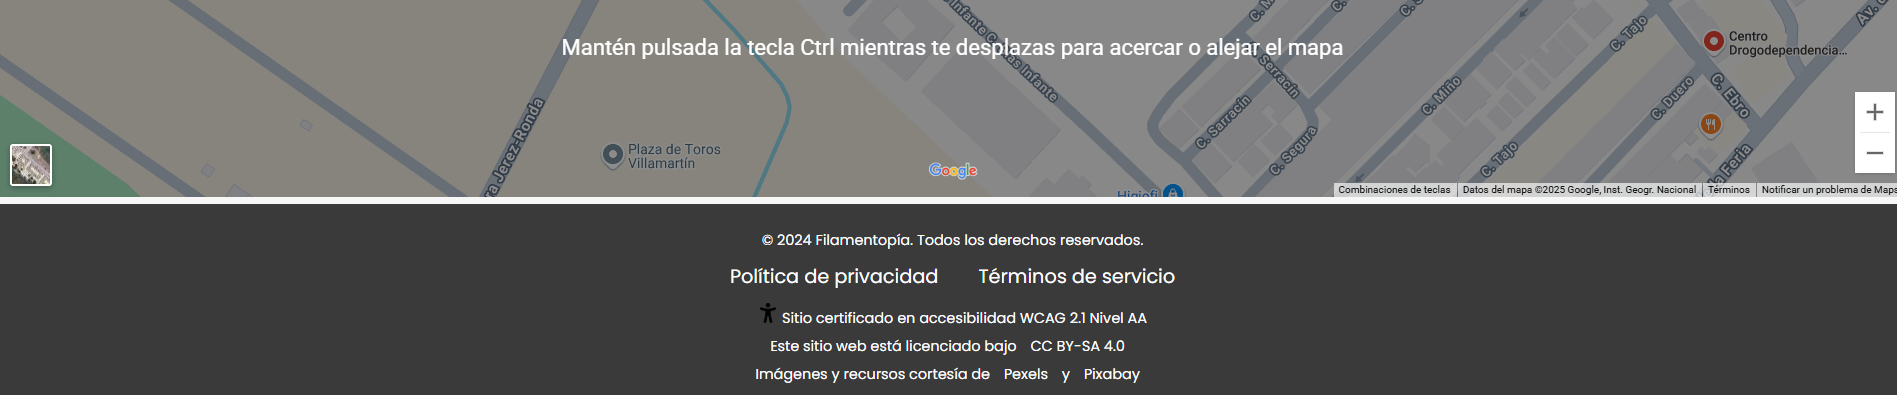 Mantén pulsada la tecla Ctrl mientras te desplazas para acercar o alejar el mapa
Infante Carlos Infante
C. Sarracín
C. Serracín
C. Segura
C. Tajo
C. Miño
C. Duero
C. Ebro
C. Tajo
Centro
Drogodependencia...
Jerez-Ronda
Plaza de Toros
Villamartín
Google
Higiofi
la Feria
Combinaciones de teclas
Datos del mapa ©2025 Google, Inst. Geogr. Nacional
Términos
Notificar un problema de Maps
© 2024 Filamentopía. Todos los derechos reservados.
Política de privacidad Términos de servicio
Sitio certificado en accesibilidad WCAG 2.1 Nivel AA
Este sitio web está licenciado bajo CC BY-SA 4.0
Imágenes y recursos cortesía de Pexels y Pixabay